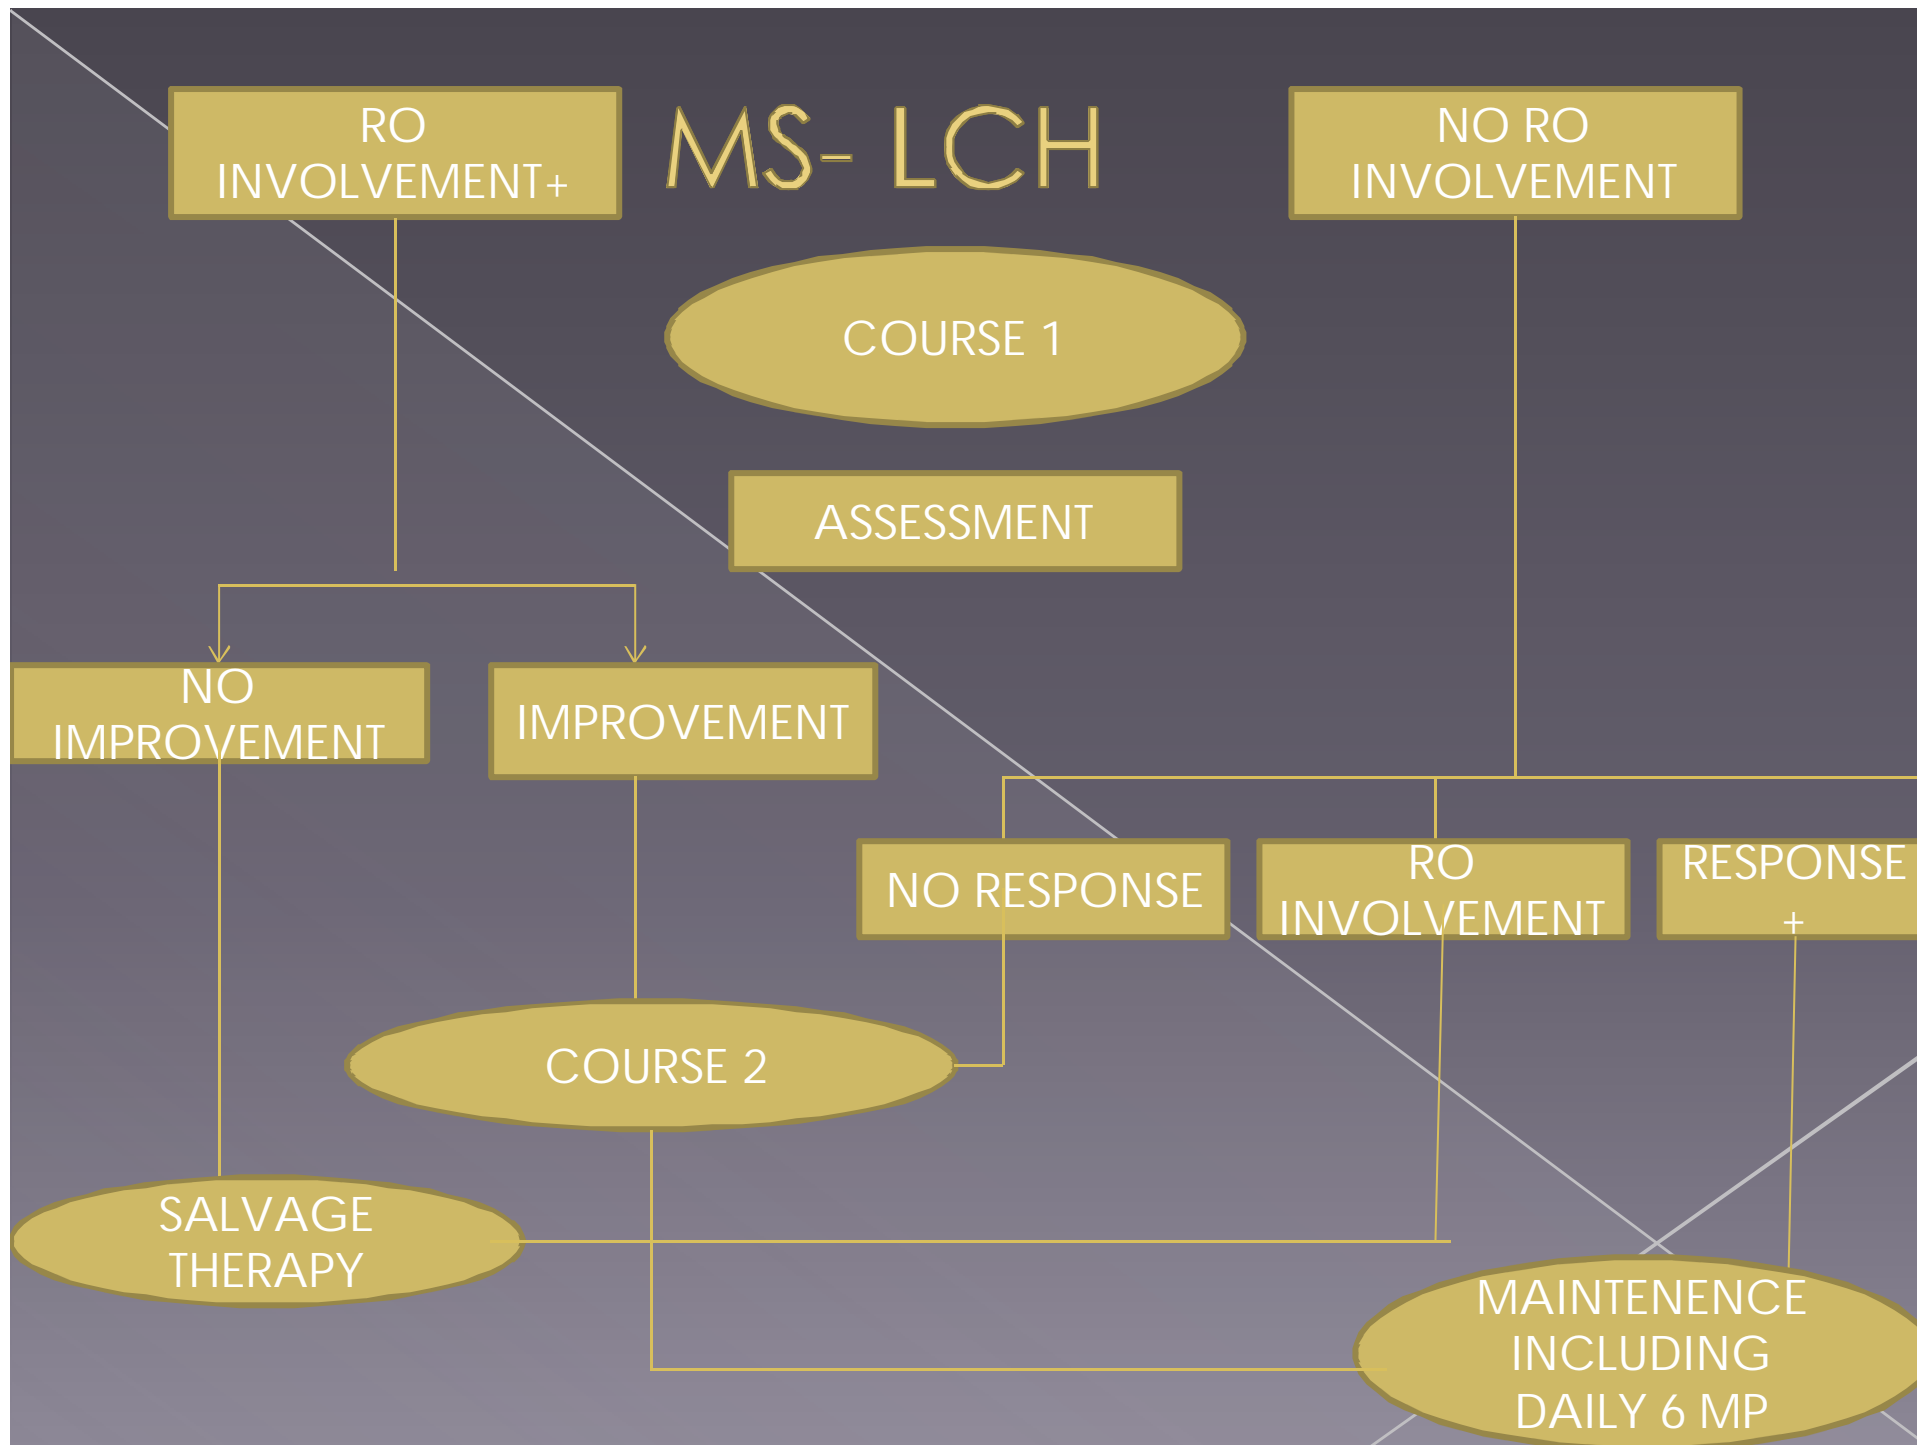 MS- LCH
RO
INVOLVEMENT+
NO RO
INVOLVEMENT
COURSE 1
ASSESSMENT
NO
IMPROVEMENT
IMPROVEMENT
NO RESPONSE
RO
INVOLVEMENT
RESPONSE
+
COURSE 2
SALVAGE
THERAPY
MAINTENENCE
INCLUDING
DAILY 6 MP